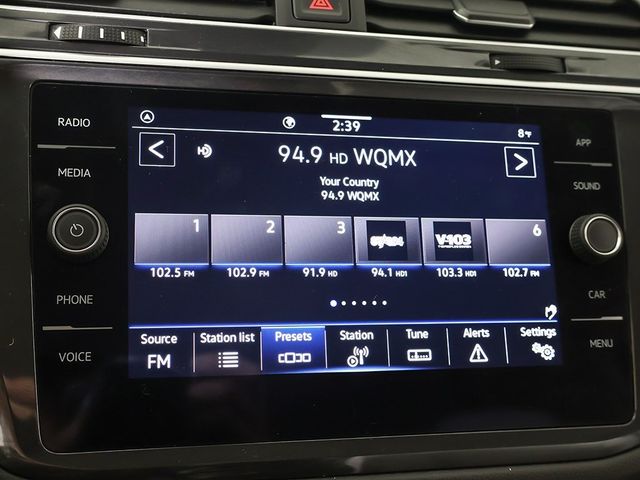 RADIO
MEDIA
PHONE
VOICE
2:39
8°F
94.9 HD WQMX
Your Country
94.9 WQMX
1 2 3 V-103 6
102.5 FM 102.9 FM 91.9 HD 94.1 HD1 103.3 HD1 102.7 FM
Source Station list Presets Station Tune Alerts Settings
FM
APP
SOUND
CAR
MENU